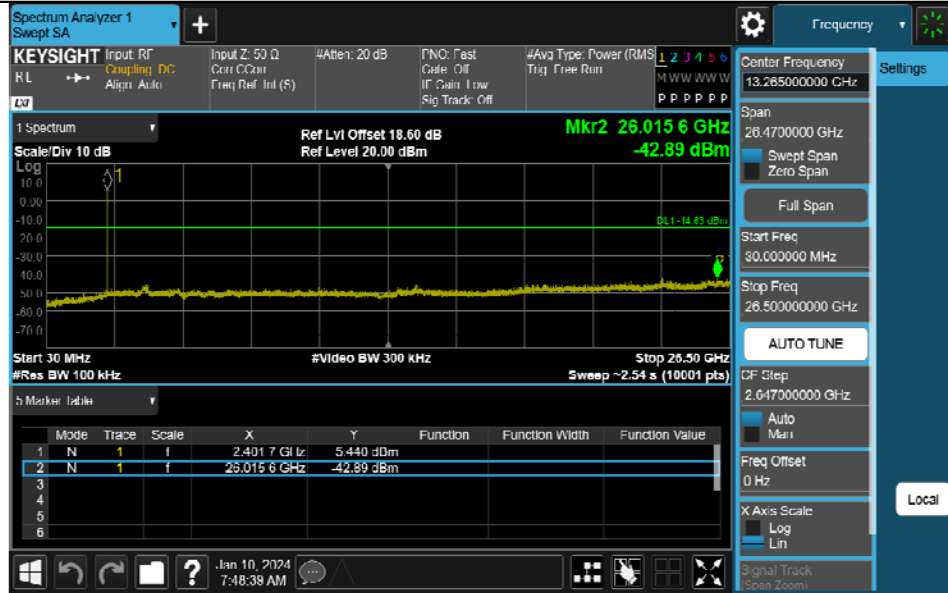 Spectrum Analyzer 1
Swept SA
+
Frequency
KEYSIGHT
RL
LXI
Input: RF
Coupling: DC
Align: Auto
Input Z: 50 Ω
Corr CCorr
Freq Ref: Int (S)
#Atten: 20 dB
PNO: Fast
Gate: Off
IF Gain: Low
Sig Track: Off
#Avg Type: Power (RMS
Trig: Free Run
1 2 3 4 5 6
M W W W W W
P P P P P P
1 Spectrum
Scale/Div 10 dB
Ref Lvl Offset 18.60 dB
Ref Level 20.00 dBm
Mkr2 26.015 6 GHz
-42.89 dBm
Log
10.0
0.00
-10.0
-20.0
-30.0
-40.0
-50.0
-60.0
-70.0
1
DL1 -14.63 dBm
2
Start 30 MHz
#Video BW 300 kHz
Stop 26.50 GHz
#Res BW 100 kHz
Sweep ~2.54 s (10001 pts)
5 Marker Table
Mode Trace Scale X Y Function Function Width Function Value
1 N 1 f 2.401 7 GHz 5.440 dBm
2 N 1 f 26.015 6 GHz -42.89 dBm
3
4
5
6
?
Jan 10, 2024
7:48:39 AM
Center Frequency
13.265000000 GHz
Span
26.4700000 GHz
Swept Span
Zero Span
Full Span
Start Freq
30.000000 MHz
Stop Freq
26.500000000 GHz
AUTO TUNE
CF Step
2.647000000 GHz
Auto
Man
Freq Offset
0 Hz
X Axis Scale
Log
Lin
Signal Track
(Span Zoom)
Settings
Local